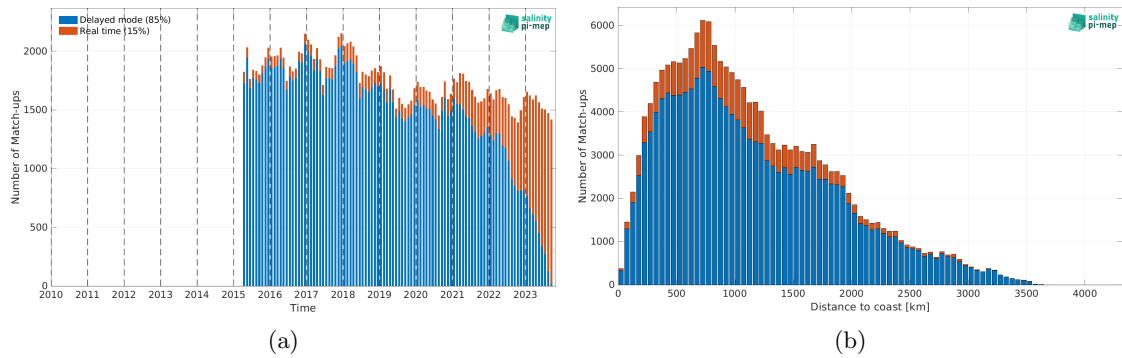 Delayed mode (85%)
Real time (15%)
salinity
pi-mep
Number of Match-ups
2000
1500
1000
500
0
2010 2011 2012 2013 2014 2015 2016 2017 2018 2019 2020 2021 2022 2023
Time
(a)
salinity
pi-mep
Number of Match-ups
6000
5000
4000
3000
2000
1000
0
0 500 1000 1500 2000 2500 3000 3500 4000
Distance to coast [km]
(b)